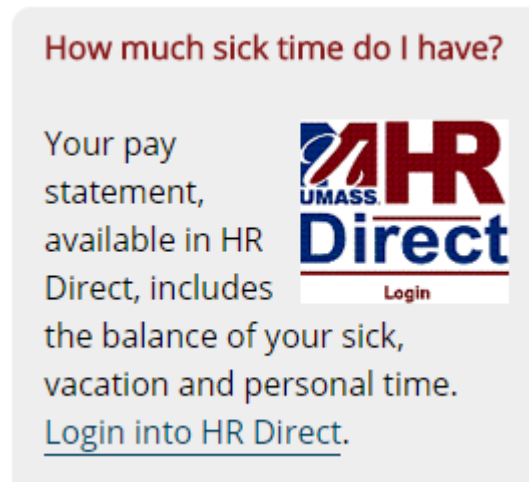 How much sick time do I have?
Your pay
statement,
available in HR
Direct, includes
the balance of your sick,
vacation and personal time.
Login into HR Direct.
UMASS HR
Direct
Login